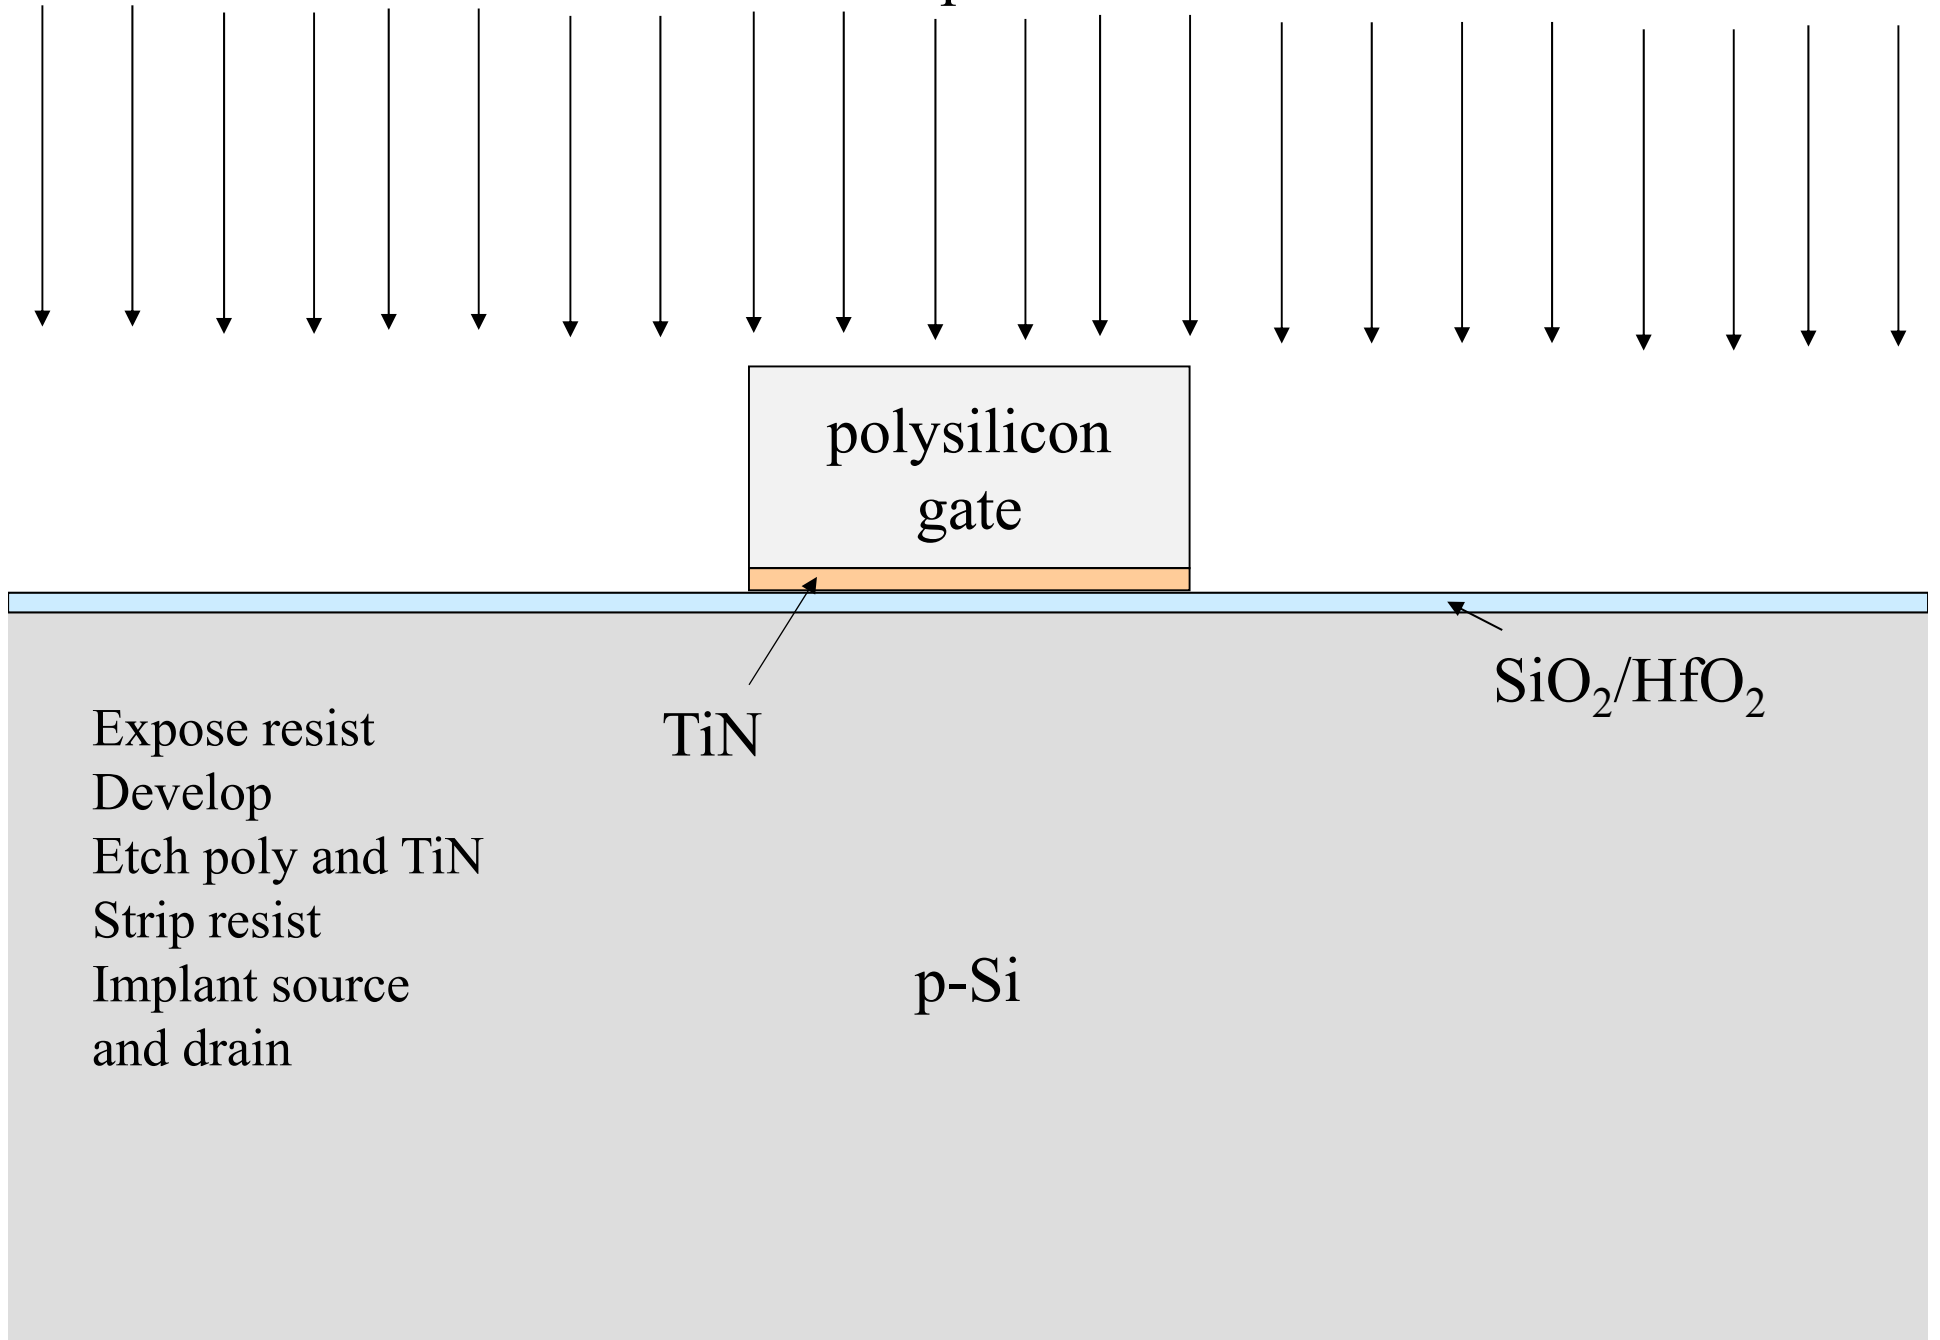 polysilicon
gate
SiO₂/HfO₂
TiN
Expose resist
Develop
Etch poly and TiN
Strip resist
Implant source
and drain
p-Si